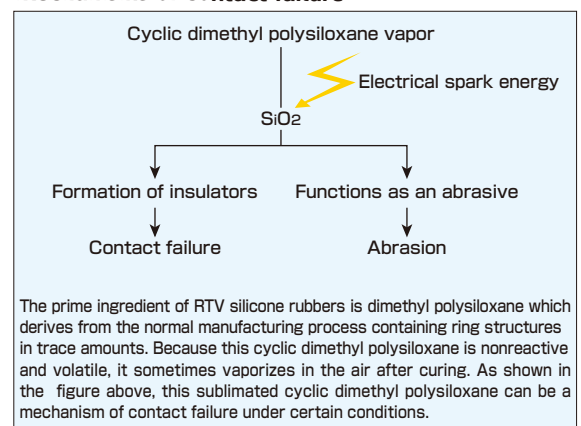 Cyclic dimethyl polysiloxane vapor
Electrical spark energy
SiO2
Formation of insulators Functions as an abrasive
Contact failure Abrasion
The prime ingredient of RTV silicone rubbers is dimethyl polysiloxane which
derives from the normal manufacturing process containing ring structures
in trace amounts. Because this cyclic dimethyl polysiloxane is nonreactive
and volatile, it sometimes vaporizes in the air after curing. As shown in
the figure above, this sublimated cyclic dimethyl polysiloxane can be a
mechanism of contact failure under certain conditions.